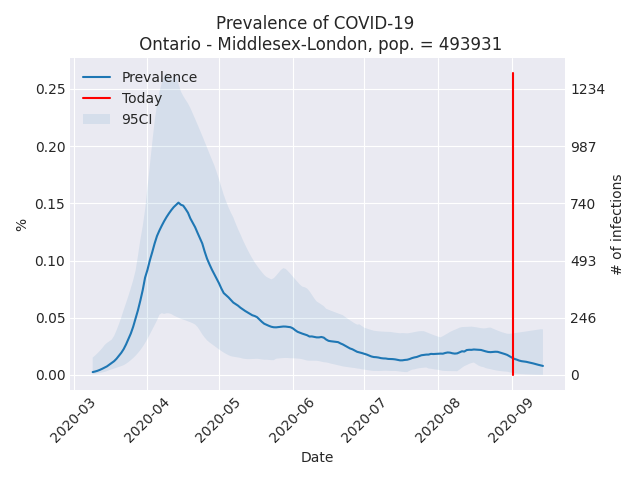 Prevalence of COVID-19
Ontario - Middlesex-London, pop. = 493931
Prevalence
Today
95CI
0.25
0.20
0.15
0.10
0.05
0.00
%
1234
987
740
493
246
0
# of infections
2020-03
2020-04
2020-05
2020-06
2020-07
2020-08
2020-09
Date